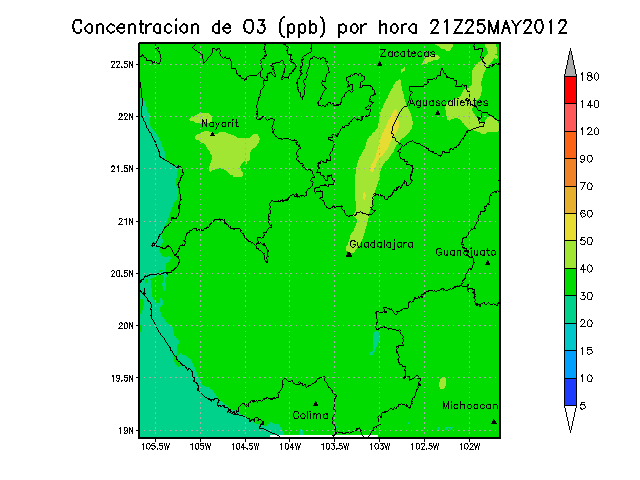 Concentracion de O3 (ppb) por hora 21Z25MAY2012
Zacatecas
22.5N
180
Aguascalientes
140
22N
Nayarit
120
90
21.5N
70
21N
60
Guadalajara
50
Guanajuato
20.5N
40
30
20N
20
15
19.5N
10
Michoacan
5
Colima
19N
105.5W 105W 104.5W 104W 103.5W 103W 102.5W 102W